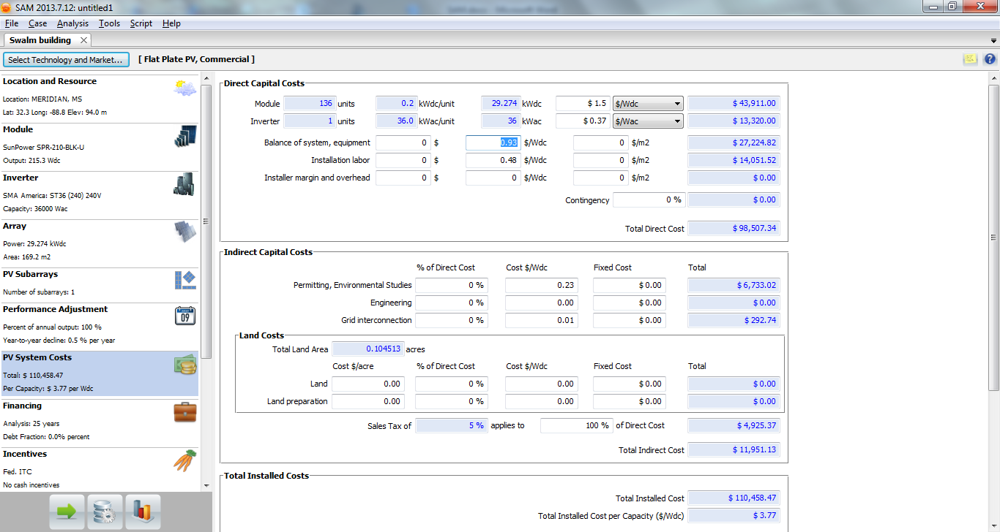 SAM 2013.7.12: untitled1
File Case Analysis Tools Script Help
Swalm building
Select Technology and Market... [ Flat Plate PV, Commercial ]
Location and Resource
Location: MERIDIAN, MS
Lat: 32.3 Long: -88.8 Elev: 94.0 m
Module
SunPower SPR-210-BLK-U
Output: 215.3 Wdc
Inverter
SMA America: ST36 (240) 240V
Capacity: 36000 Wac
Array
Power: 29.274 kWdc
Area: 169.2 m2
PV Subarrays
Number of subarrays: 1
Performance Adjustment
09
Percent of annual output: 100 %
Year-to-year decline: 0.5 % per year
PV System Costs
Total: $ 110,458.47
Per Capacity: $ 3.77 per Wdc
Financing
Analysis: 25 years
Debt Fraction: 0.0% percent
Incentives
Fed. ITC
No cash incentives
Direct Capital Costs
Module 136 units 0.2 kWdc/unit 29.274 kWdc $ 1.5 $/Wdc $ 43,911.00
Inverter 1 units 36.0 kWac/unit 36 kWac $ 0.37 $/Wac $ 13,320.00
Balance of system, equipment 0 $ 0.93 $/Wdc 0 $/m2 $ 27,224.82
Installation labor 0 $ 0.48 $/Wdc 0 $/m2 $ 14,051.52
Installer margin and overhead 0 $ 0 $/Wdc 0 $/m2 $ 0.00
Contingency 0 % $ 0.00
Total Direct Cost $ 98,507.34
Indirect Capital Costs
% of Direct Cost Cost $/Wdc Fixed Cost Total
Permitting, Environmental Studies 0 % 0.23 $ 0.00 $ 6,733.02
Engineering 0 % 0.00 $ 0.00 $ 0.00
Grid interconnection 0 % 0.01 $ 0.00 $ 292.74
Land Costs
Total Land Area 0.104513 acres
Cost $/acre % of Direct Cost Cost $/Wdc Fixed Cost Total
Land 0.00 0 % 0.00 $ 0.00 $ 0.00
Land preparation 0.00 0 % 0.00 $ 0.00 $ 0.00
Sales Tax of 5 % applies to 100 % of Direct Cost $ 4,925.37
Total Indirect Cost $ 11,951.13
Total Installed Costs
Total Installed Cost $ 110,458.47
Total Installed Cost per Capacity ($/Wdc) $ 3.77